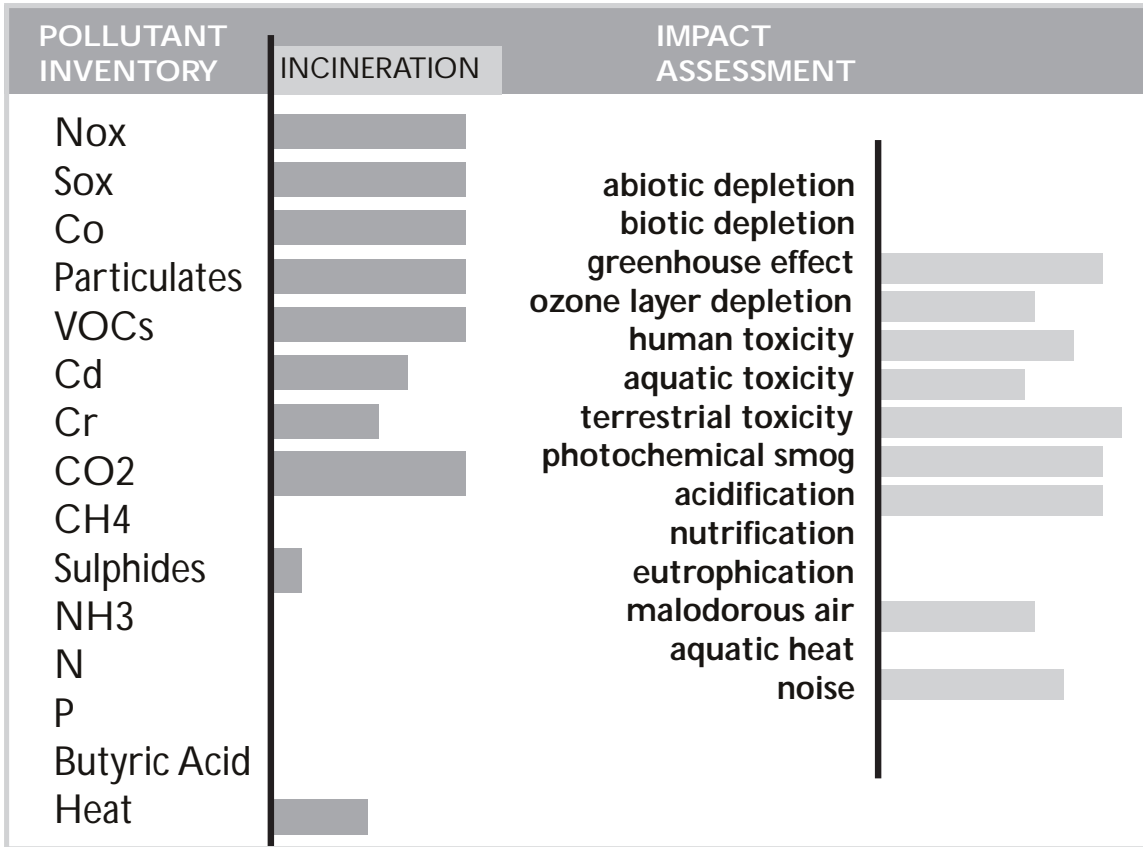 POLLUTANT
INVENTORY
INCINERATION
IMPACT
ASSESSMENT
Nox
Sox
Co
Particulates
VOCs
Cd
Cr
CO2
CH4
Sulphides
NH3
N
P
Butyric Acid
Heat
abiotic depletion
biotic depletion
greenhouse effect
ozone layer depletion
human toxicity
aquatic toxicity
terrestrial toxicity
photochemical smog
acidification
nutrification
eutrophication
malodorous air
aquatic heat
noise